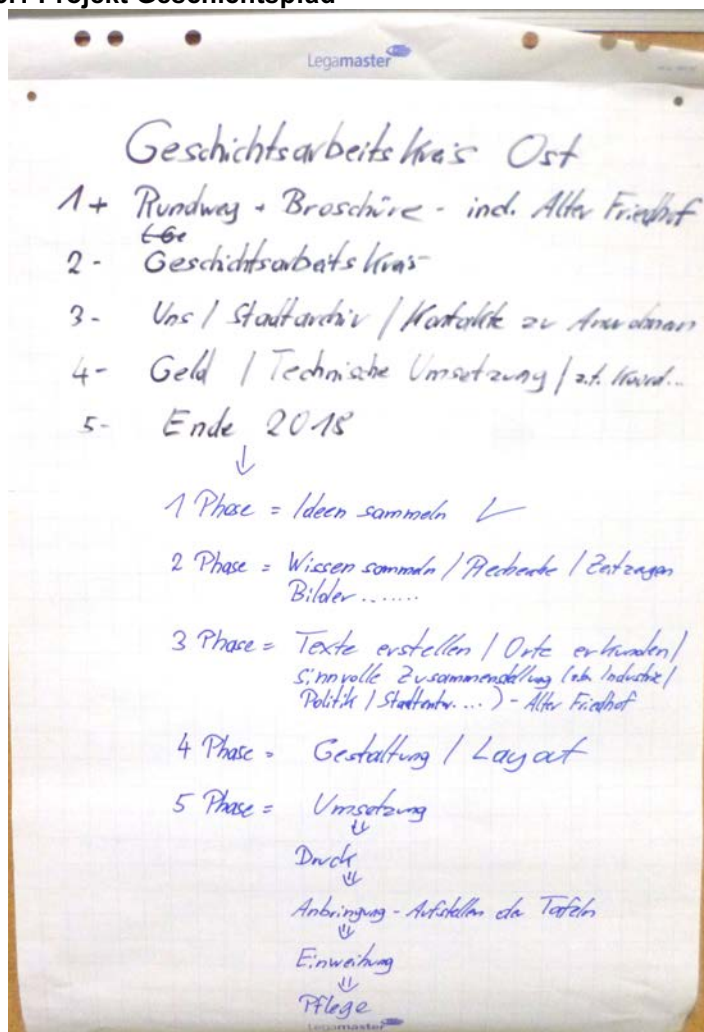 Projekt Geschichtspfad
Legamaster
Geschichtsarbeitskreis Ost
1+ Rundweg + Broschüre - incl. Alter Friedhof
2- Geschichtsarbeitskreis
3- Uns / Stadtarchiv / Kontakte zu Anwohnern
4- Geld / Technische Umsetzung / z.t. Koord...
5- Ende 2018
↓
1 Phase = Ideen sammeln ✓
2 Phase = Wissen sammeln / Recherche / Zeitzeugen
Bilder .......
3 Phase = Texte erstellen / Orte erkunden /
sinnvolle Zusammenstellung (z.b. Industrie /
Politik / Stadtentw. ...) - Alter Friedhof
4 Phase = Gestaltung / Layout
5 Phase = Umsetzung
⇓
Druck
⇓
Anbringung - Aufstellen der Tafeln
⇓
Einweihung
⇓
Pflege
Legamaster